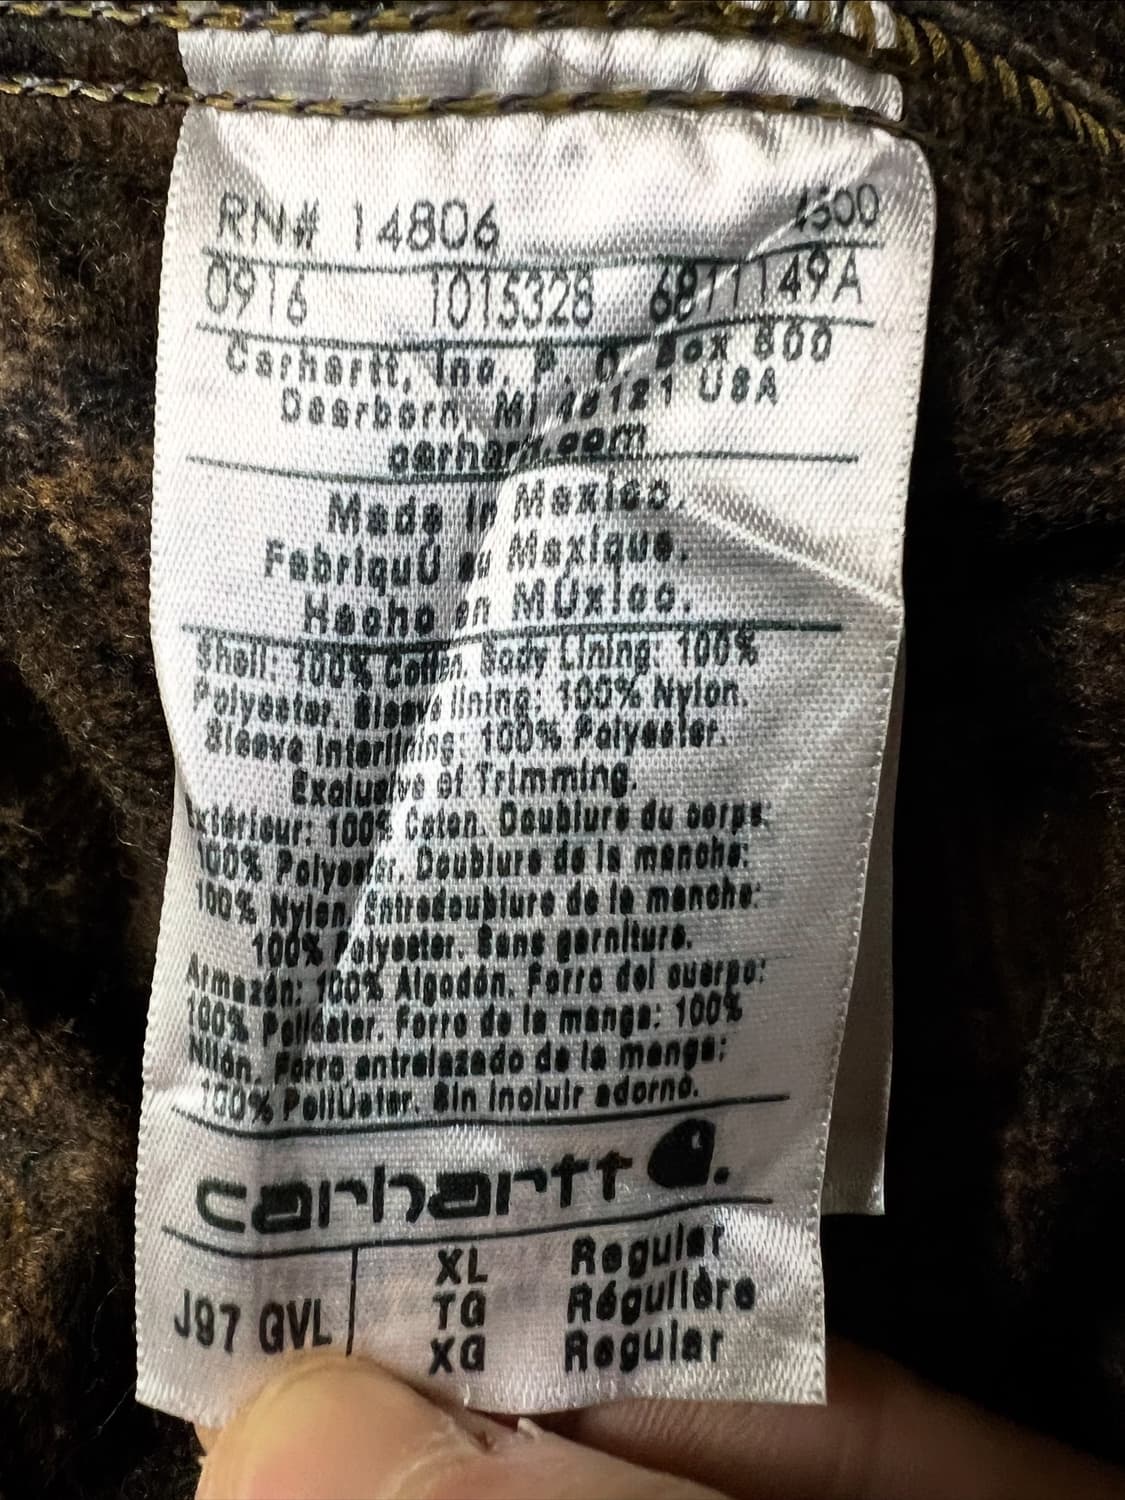 RN# 14806 1500
0916 1015328 6811149A
Carhartt, Inc. P. O. Box 600
Dearborn, MI 48121 USA
carhartt.com
Made in Mexico.
FabriquÚ au Mexique.
Hecho en MÚxico.
Shell: 100% Cotton. Body Lining: 100%
Polyester. Sleeve lining: 100% Nylon.
Sleeve Interlining: 100% Polyester.
Exclusive of Trimming.
Extérieur: 100% Coton. Doublure du corps:
100% Polyester. Doublure de la manche:
100% Nylon. Entredoublure de la manche:
100% Polyester. Sans garniture.
Armazón: 100% Algodón. Forro del cuerpo:
100% Poliéster. Forro de la manga: 100%
Nilón. Forro entrelazado de la manga:
100% PoliÚster. Sin incluir adorno.
carhartt
J97 QVL
XL Regular
TG Régulière
XG Regular